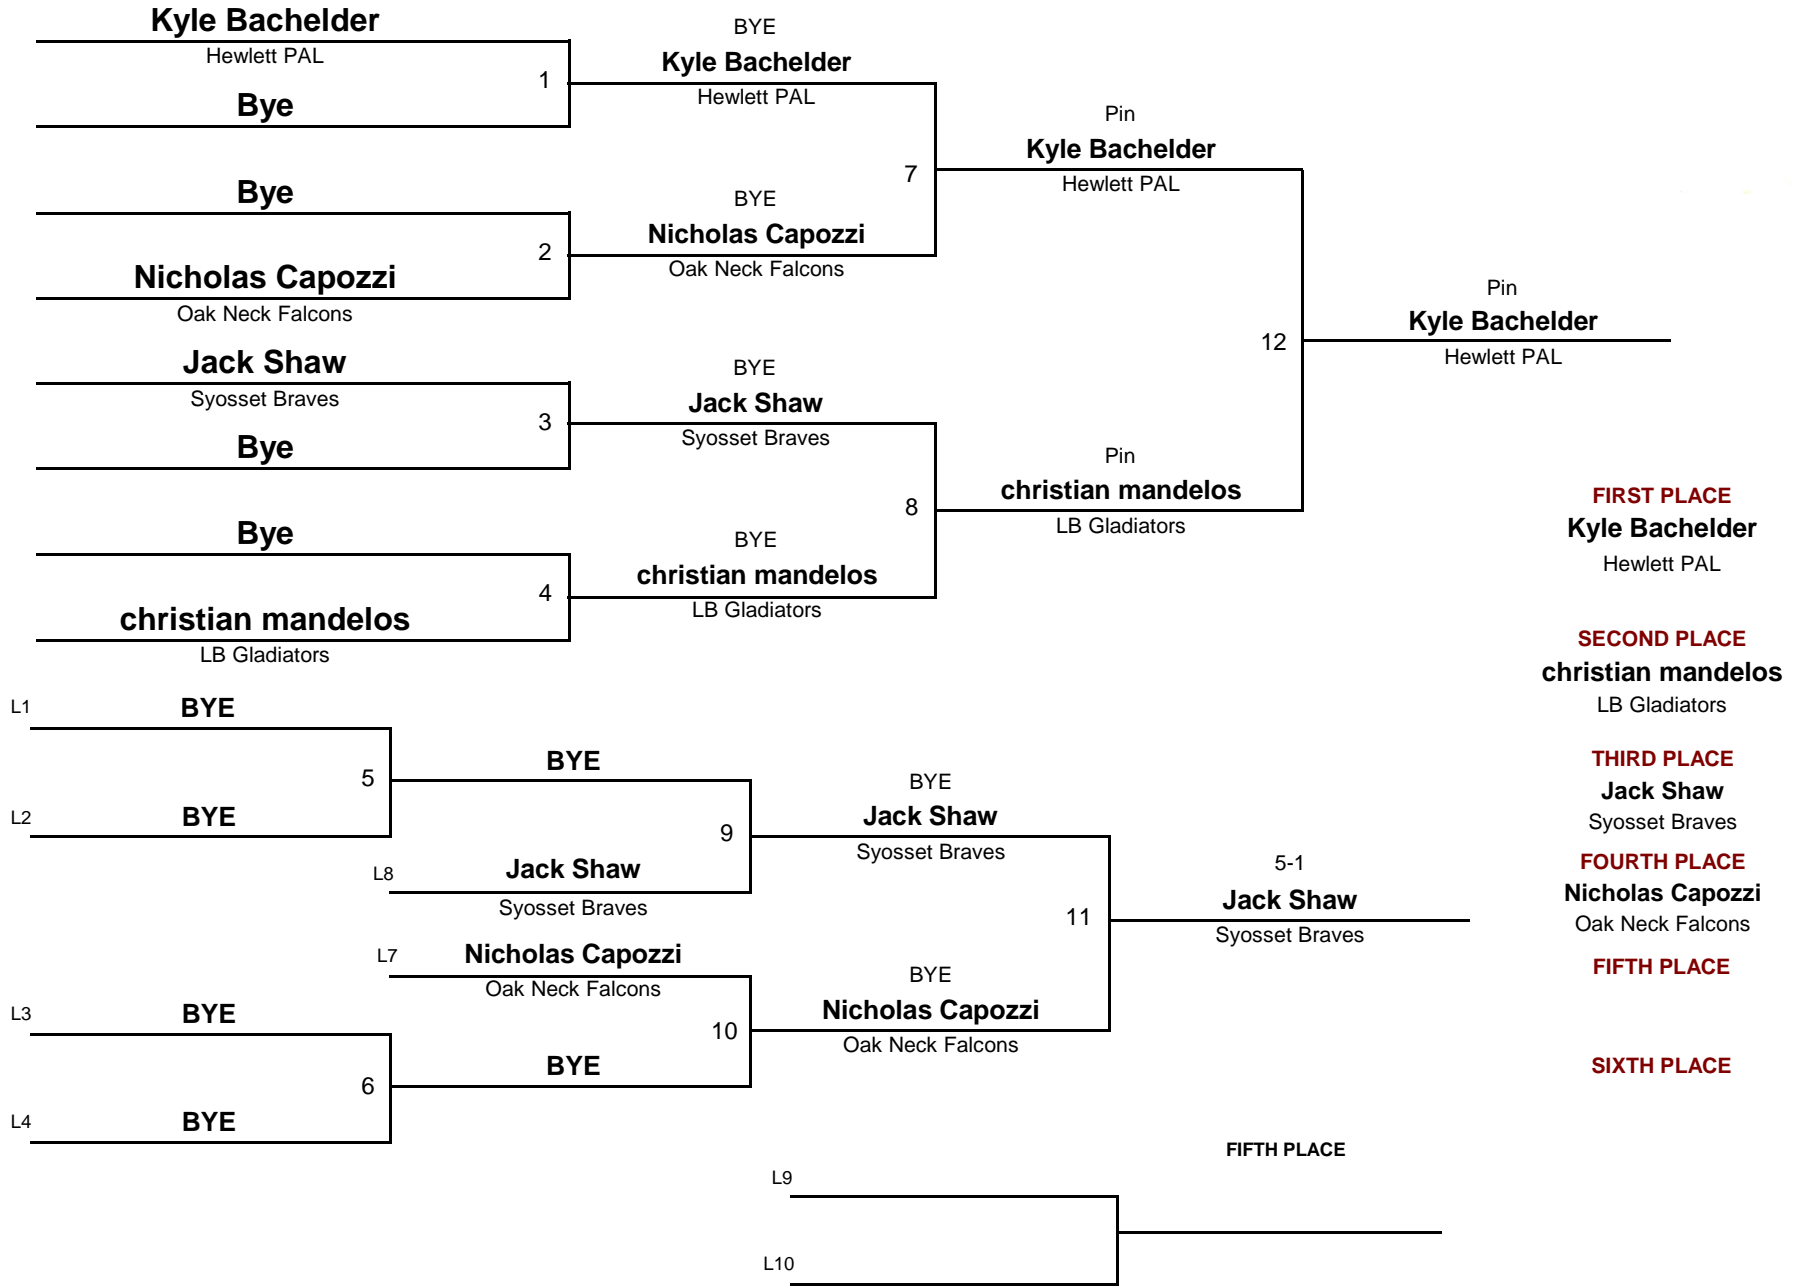 Kyle Bachelder
Hewlett PAL
1
Bye
BYE
Kyle Bachelder
Hewlett PAL
Bye
2
Nicholas Capozzi
Oak Neck Falcons
7
BYE
Nicholas Capozzi
Oak Neck Falcons
Pin
Kyle Bachelder
Hewlett PAL
Jack Shaw
Syosset Braves
3
Bye
BYE
Jack Shaw
Syosset Braves
Bye
4
christian mandelos
LB Gladiators
8
BYE
christian mandelos
LB Gladiators
Pin
christian mandelos
LB Gladiators
12
Pin
Kyle Bachelder
Hewlett PAL
FIRST PLACE
Kyle Bachelder
Hewlett PAL
SECOND PLACE
christian mandelos
LB Gladiators
THIRD PLACE
Jack Shaw
Syosset Braves
FOURTH PLACE
Nicholas Capozzi
Oak Neck Falcons
FIFTH PLACE
SIXTH PLACE
L1
BYE
5
L2
BYE
BYE
9
L8
Jack Shaw
Syosset Braves
BYE
Jack Shaw
Syosset Braves
L7
Nicholas Capozzi
Oak Neck Falcons
10
L3
BYE
6
L4
BYE
BYE
BYE
Nicholas Capozzi
Oak Neck Falcons
11
5-1
Jack Shaw
Syosset Braves
FIFTH PLACE
L9
L10